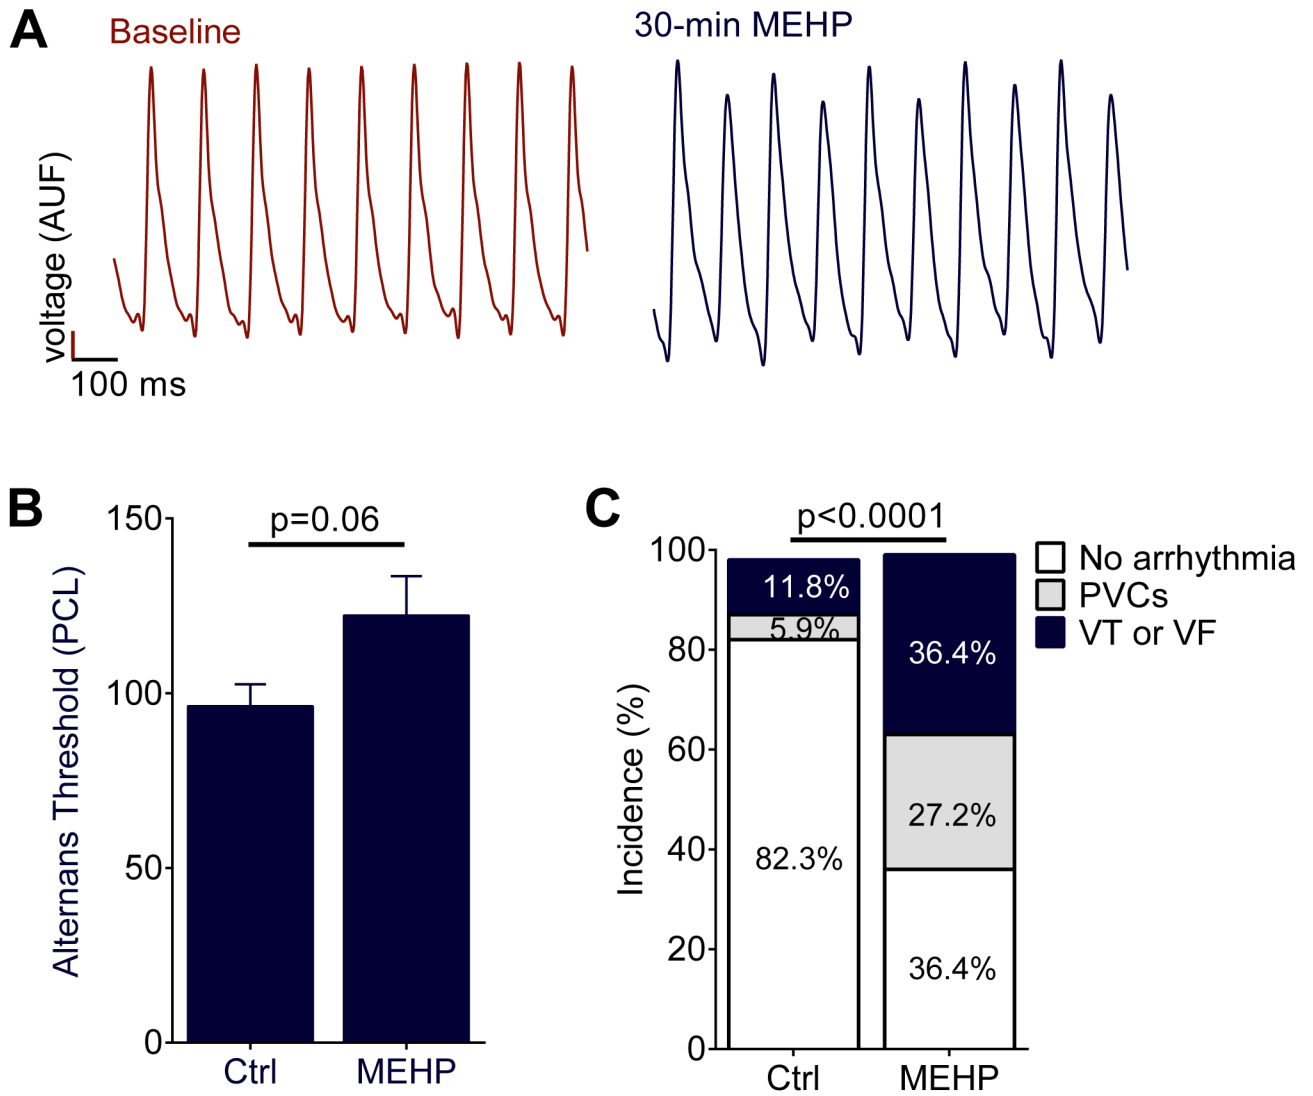 A
Baseline
30-min MEHP
voltage (AUF)
100 ms
B
p=0.06
150
100
50
0
Alternans Threshold (PCL)
Ctrl
MEHP
C
p<0.0001
100
80
60
40
20
0
Incidence (%)
11.8%
5.9%
82.3%
36.4%
27.2%
36.4%
Ctrl
MEHP
No arrhythmia
PVCs
VT or VF